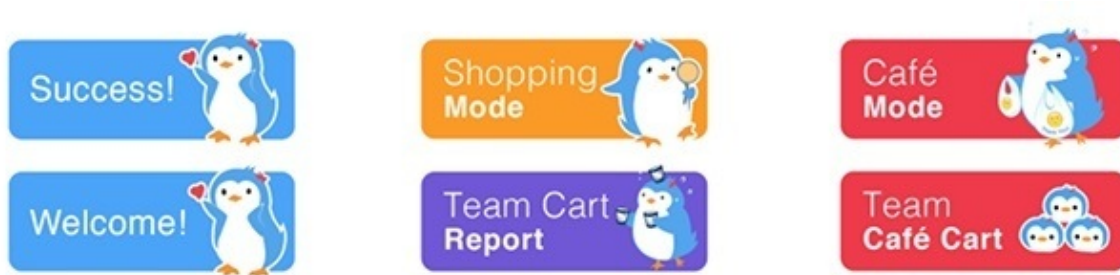 Success!
Shopping
Mode
Café
Mode
Welcome!
Team Cart
Report
Team
Café Cart